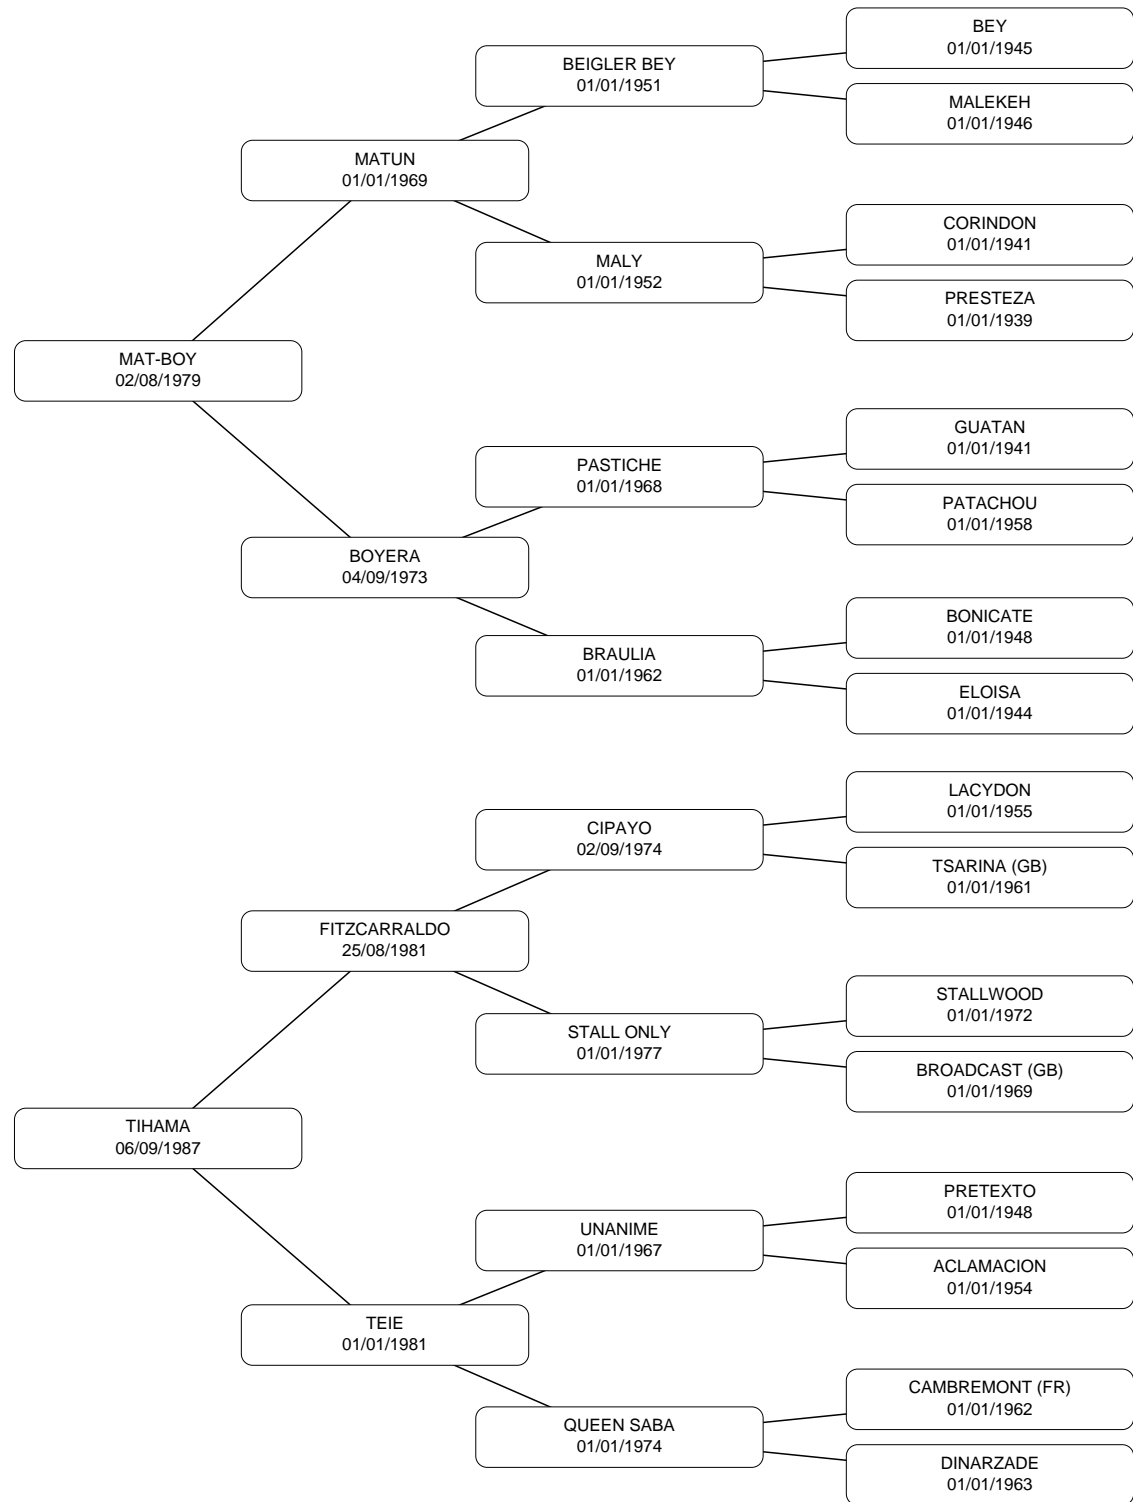 BEY
01/01/1945
BEIGLER BEY
01/01/1951
MALEKEH
01/01/1946
MATUN
01/01/1969
CORINDON
01/01/1941
MALY
01/01/1952
PRESTEZA
01/01/1939
MAT-BOY
02/08/1979
GUATAN
01/01/1941
PASTICHE
01/01/1968
PATACHOU
01/01/1958
BOYERA
04/09/1973
BONICATE
01/01/1948
BRAULIA
01/01/1962
ELOISA
01/01/1944
LACYDON
01/01/1955
CIPAYO
02/09/1974
TSARINA (GB)
01/01/1961
FITZCARRALDO
25/08/1981
STALLWOOD
01/01/1972
STALL ONLY
01/01/1977
BROADCAST (GB)
01/01/1969
TIHAMA
06/09/1987
PRETEXTO
01/01/1948
UNANIME
01/01/1967
ACLAMACION
01/01/1954
TEIE
01/01/1981
CAMBREMONT (FR)
01/01/1962
QUEEN SABA
01/01/1974
DINARZADE
01/01/1963